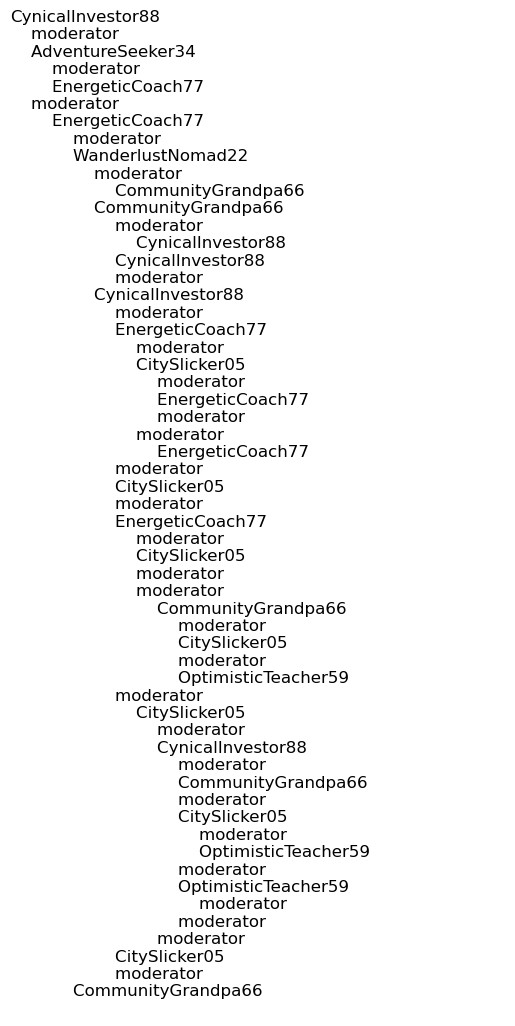 CynicalInvestor88
moderator
AdventureSeeker34
moderator
EnergeticCoach77
moderator
EnergeticCoach77
moderator
WanderlustNomad22
moderator
CommunityGrandpa66
CommunityGrandpa66
moderator
CynicalInvestor88
CynicalInvestor88
moderator
CynicalInvestor88
moderator
EnergeticCoach77
moderator
CitySlicker05
moderator
EnergeticCoach77
moderator
moderator
EnergeticCoach77
moderator
CitySlicker05
moderator
EnergeticCoach77
moderator
CitySlicker05
moderator
moderator
CommunityGrandpa66
moderator
CitySlicker05
moderator
OptimisticTeacher59
moderator
CitySlicker05
moderator
CynicalInvestor88
moderator
CommunityGrandpa66
moderator
CitySlicker05
moderator
OptimisticTeacher59
moderator
OptimisticTeacher59
moderator
moderator
moderator
CitySlicker05
moderator
CommunityGrandpa66